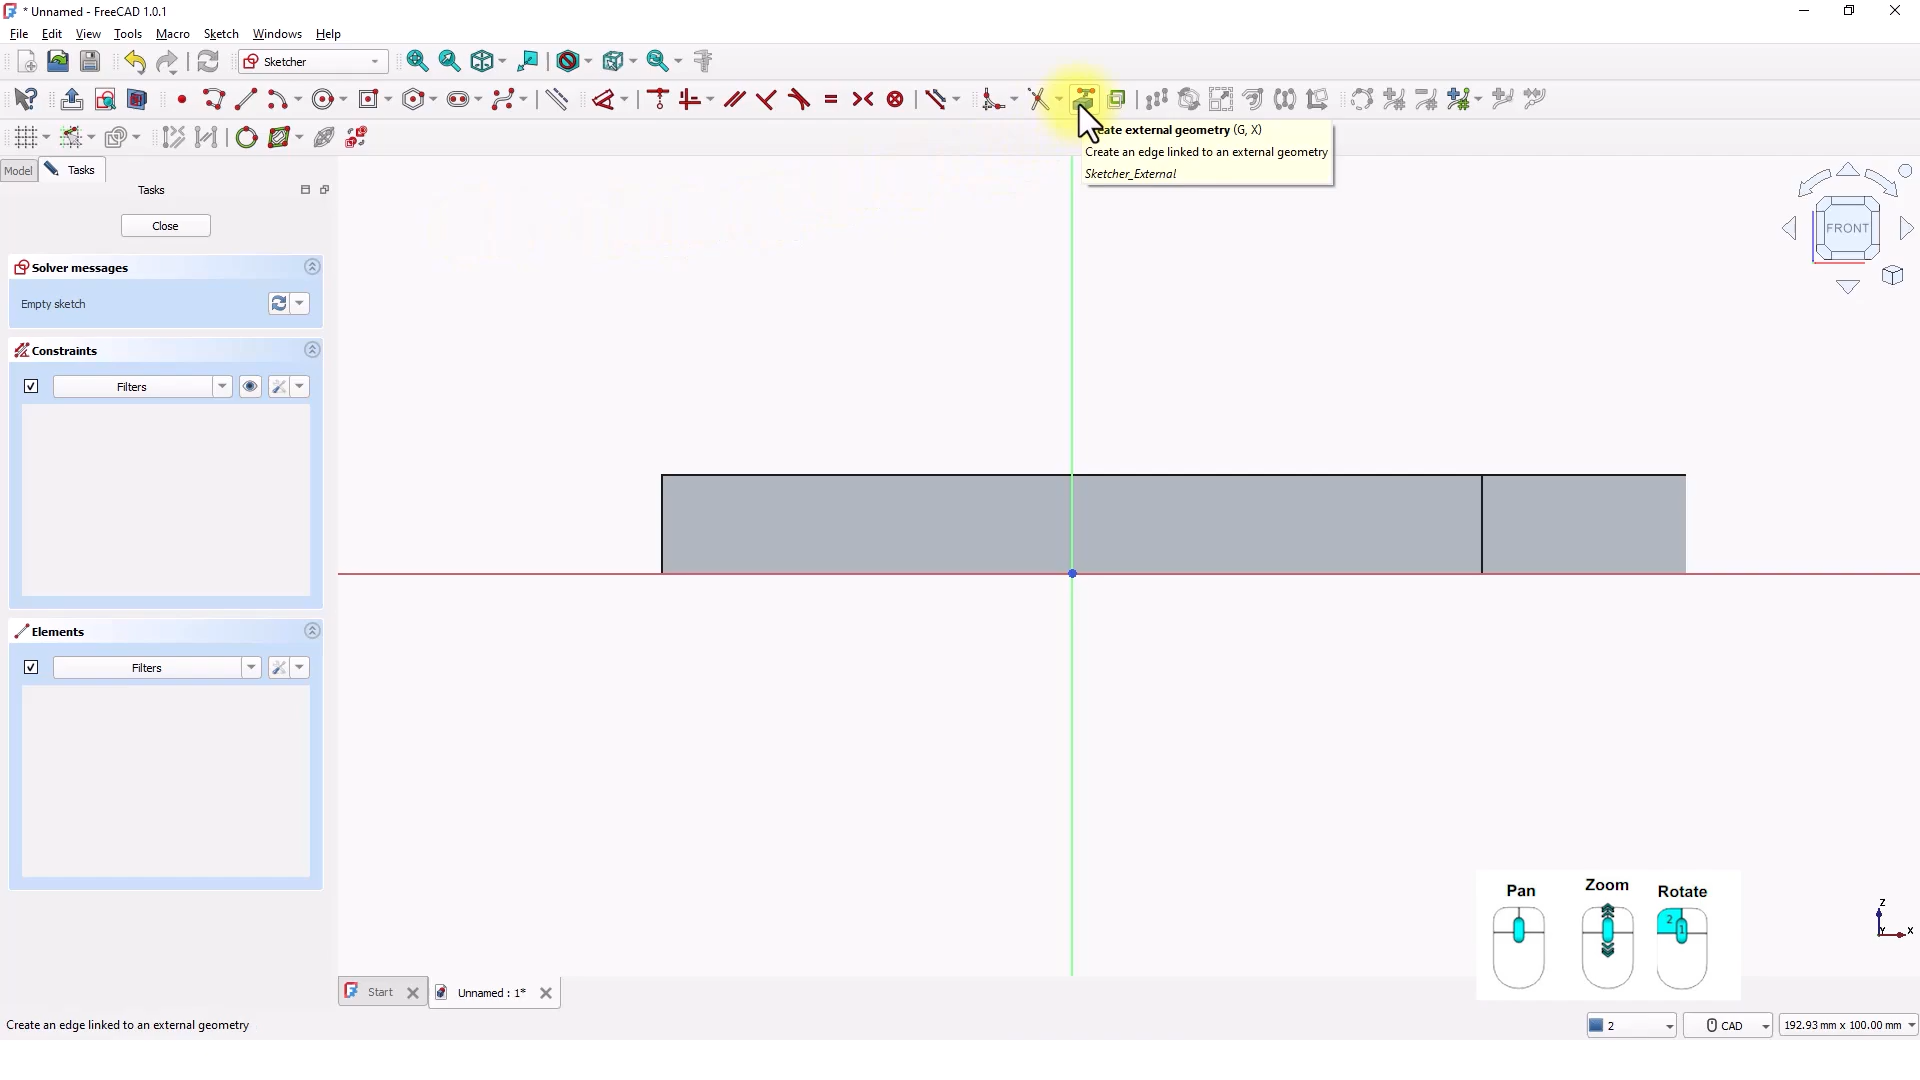 * Unnamed - FreeCAD 1.0.1
File Edit View Tools Macro Sketch Windows Help
Sketcher
Create external geometry (G, X)
Create an edge linked to an external geometry
Sketcher_External
Model Tasks
Tasks
Close
Solver messages
Empty sketch
Constraints
Filters
Elements
Filters
FRONT
Pan Zoom Rotate
2
1
Z
Y X
Start Unnamed : 1*
Create an edge linked to an external geometry 2 CAD 192.93 mm x 100.00 mm